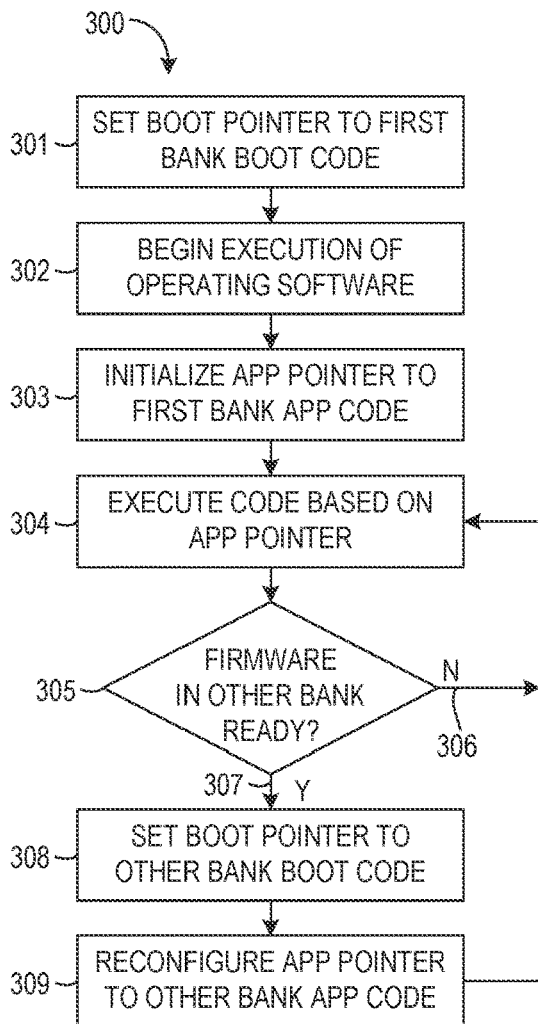 300
301
SET BOOT POINTER TO FIRST
BANK BOOT CODE
302
BEGIN EXECUTION OF
OPERATING SOFTWARE
303
INITIALIZE APP POINTER TO
FIRST BANK APP CODE
304
EXECUTE CODE BASED ON
APP POINTER
305
FIRMWARE
IN OTHER BANK
READY?
N
306
307
Y
308
SET BOOT POINTER TO
OTHER BANK BOOT CODE
309
RECONFIGURE APP POINTER
TO OTHER BANK APP CODE